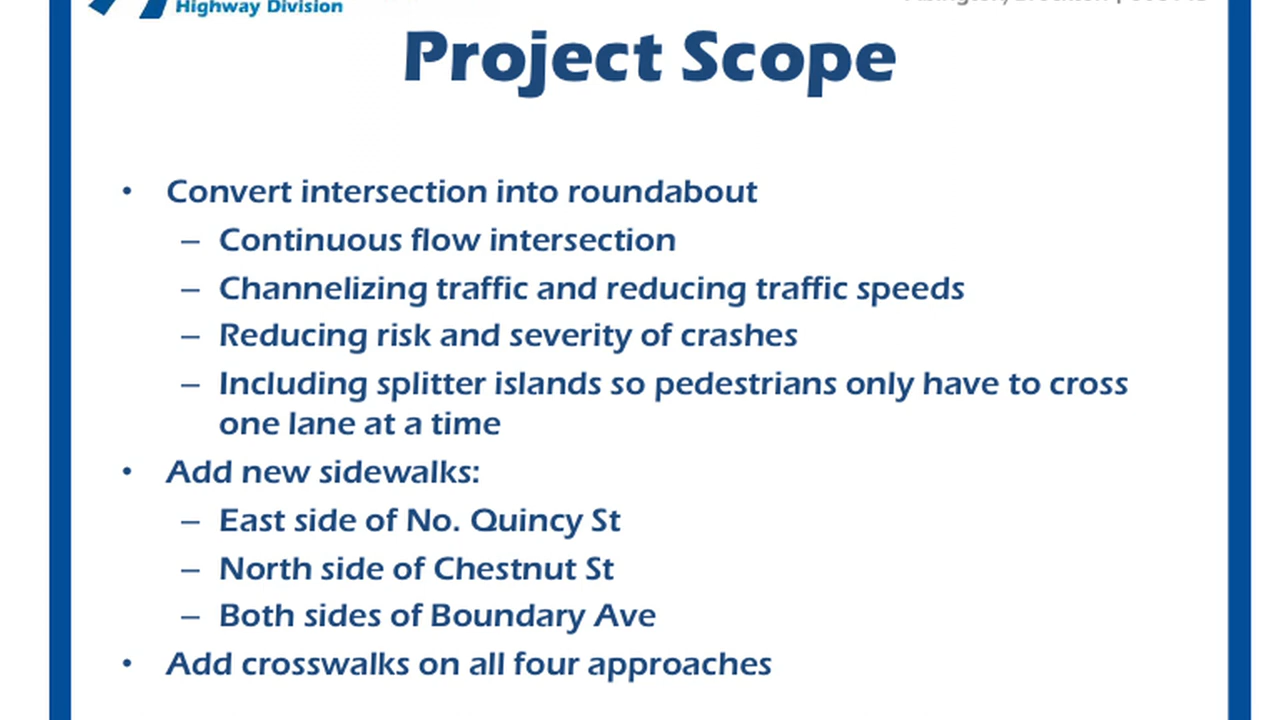 Highway Division
Project Scope
• Convert intersection into roundabout
– Continuous flow intersection
– Channelizing traffic and reducing traffic speeds
– Reducing risk and severity of crashes
– Including splitter islands so pedestrians only have to cross
one lane at a time
• Add new sidewalks:
– East side of No. Quincy St
– North side of Chestnut St
– Both sides of Boundary Ave
• Add crosswalks on all four approaches